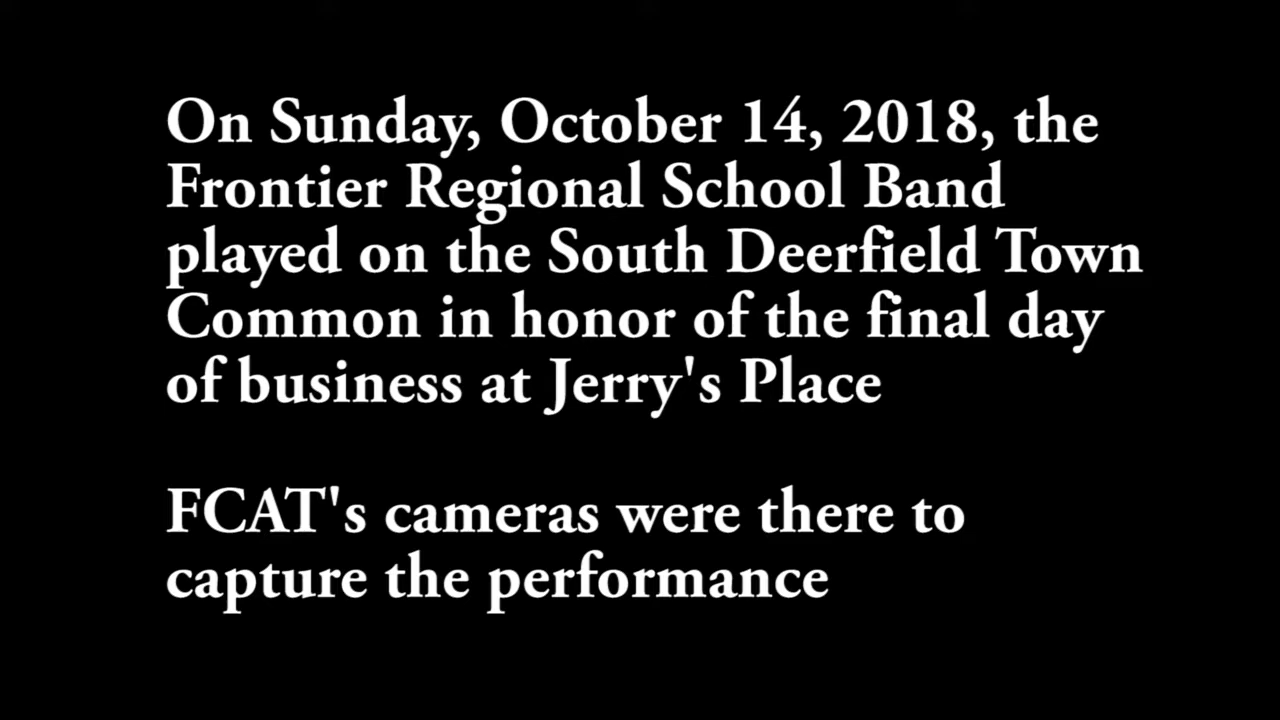 On Sunday, October 14, 2018, the
Frontier Regional School Band
played on the South Deerfield Town
Common in honor of the final day
of business at Jerry's Place
FCAT's cameras were there to
capture the performance